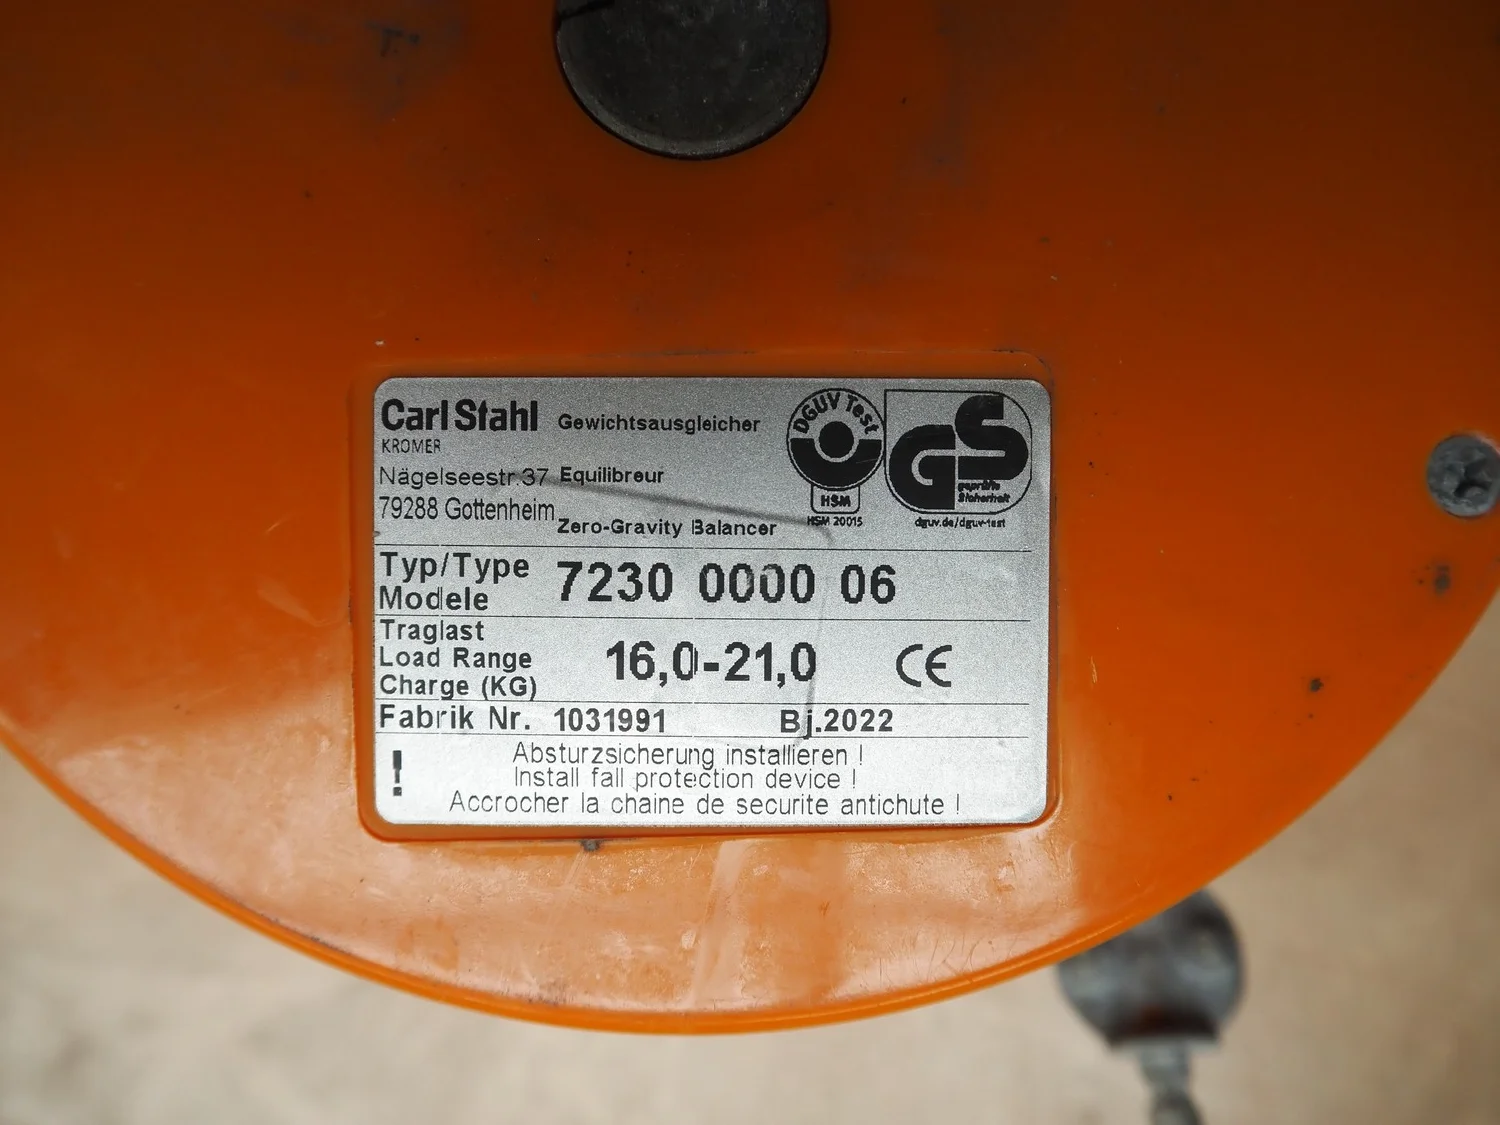 Carl Stahl
KROMER
Nägelseestr 37
79288 Gottenheim
Gewichtsausgleicher
Equilibreur
Zero-Gravity Balancer
DGUV Test
HSM
HSM 20015
GS
geprüfte
Sicherheit
dguv.de/dguv-test
Typ/Type
Modele
7230 0000 06
Traglast
Load Range
Charge (KG)
16,0-21,0
CE
Fabrik Nr. 1031991 Bj.2022
!
Absturzsicherung installieren !
Install fall protection device !
Accrocher la chaine de securite antichute !